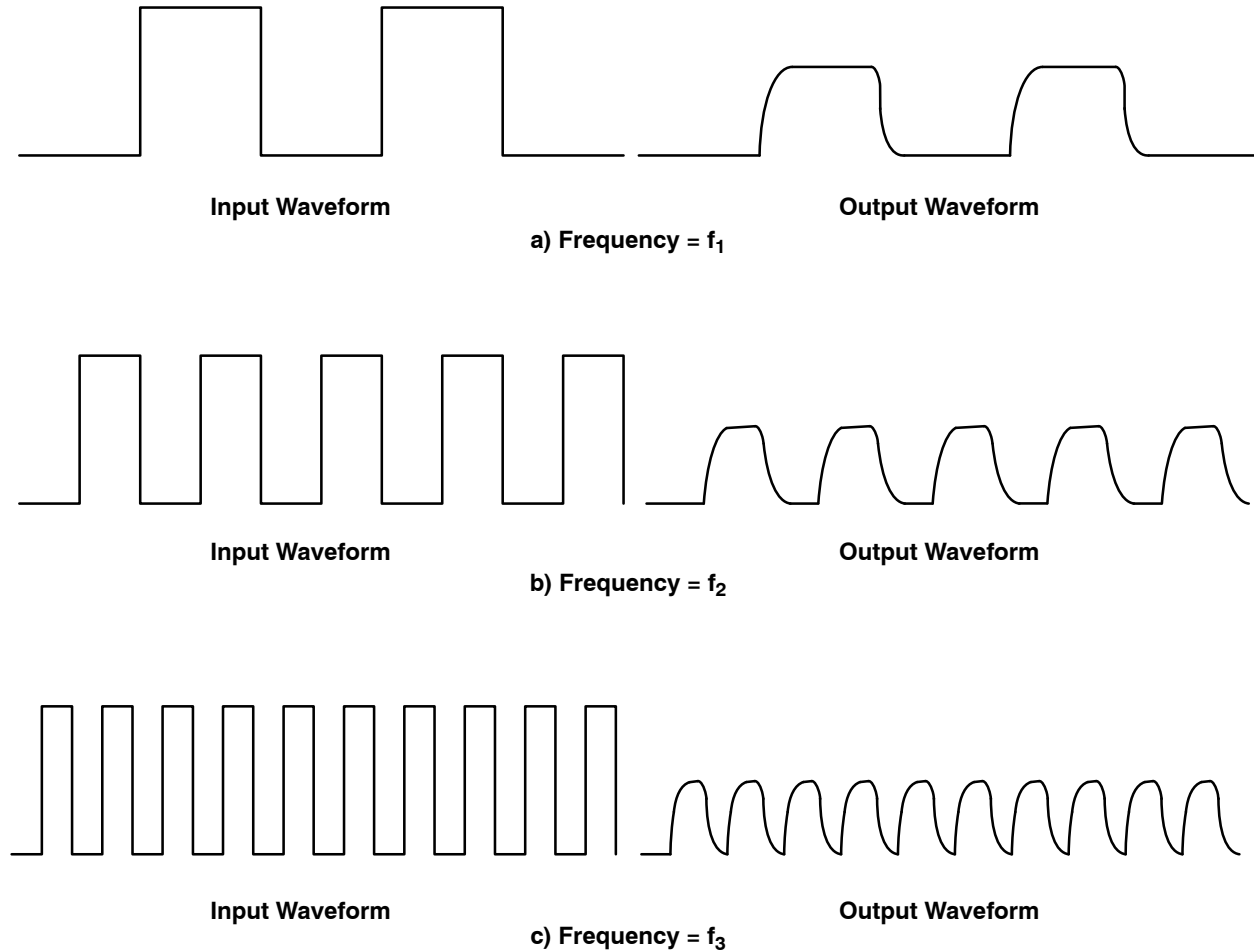 Input Waveform
Output Waveform
a) Frequency = f₁
Input Waveform
Output Waveform
b) Frequency = f₂
Input Waveform
Output Waveform
c) Frequency = f₃